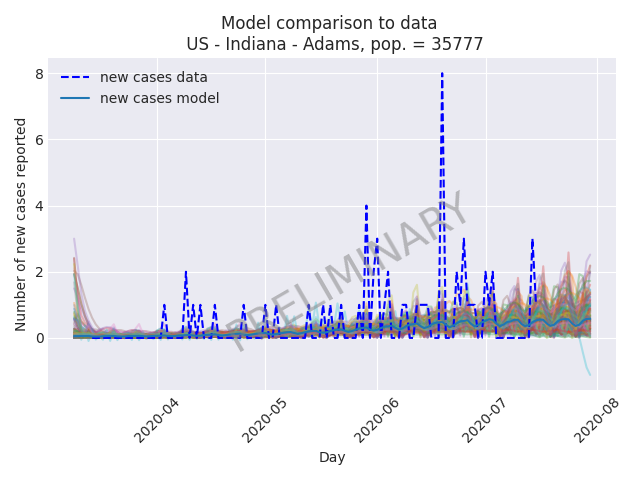 Model comparison to data
US - Indiana - Adams, pop. = 35777
new cases data
new cases model
PRELIMINARY
Number of new cases reported
8
6
4
2
0
2020-04
2020-05
2020-06
2020-07
2020-08
Day